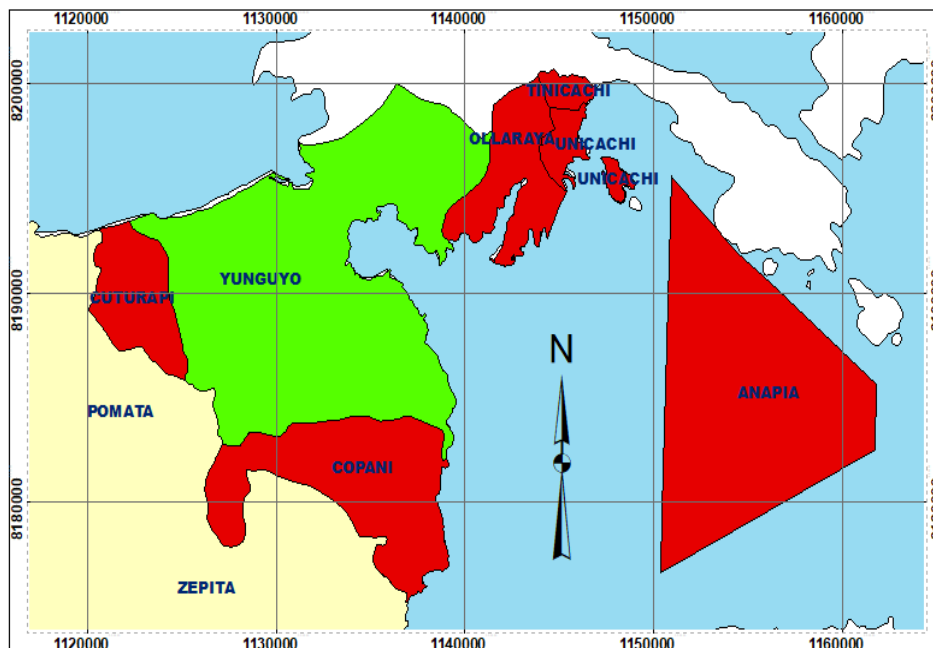 1120000 1130000 1140000 1150000 1160000
8200000
TINICACHI
OLLARAYA
UNICACHI
UNICACHI
YUNGUYO
CUTURAPI
8190000
N
POMATA
ANAPIA
COPANI
8180000
ZEPITA
1120000 1130000 1140000 1150000 1160000